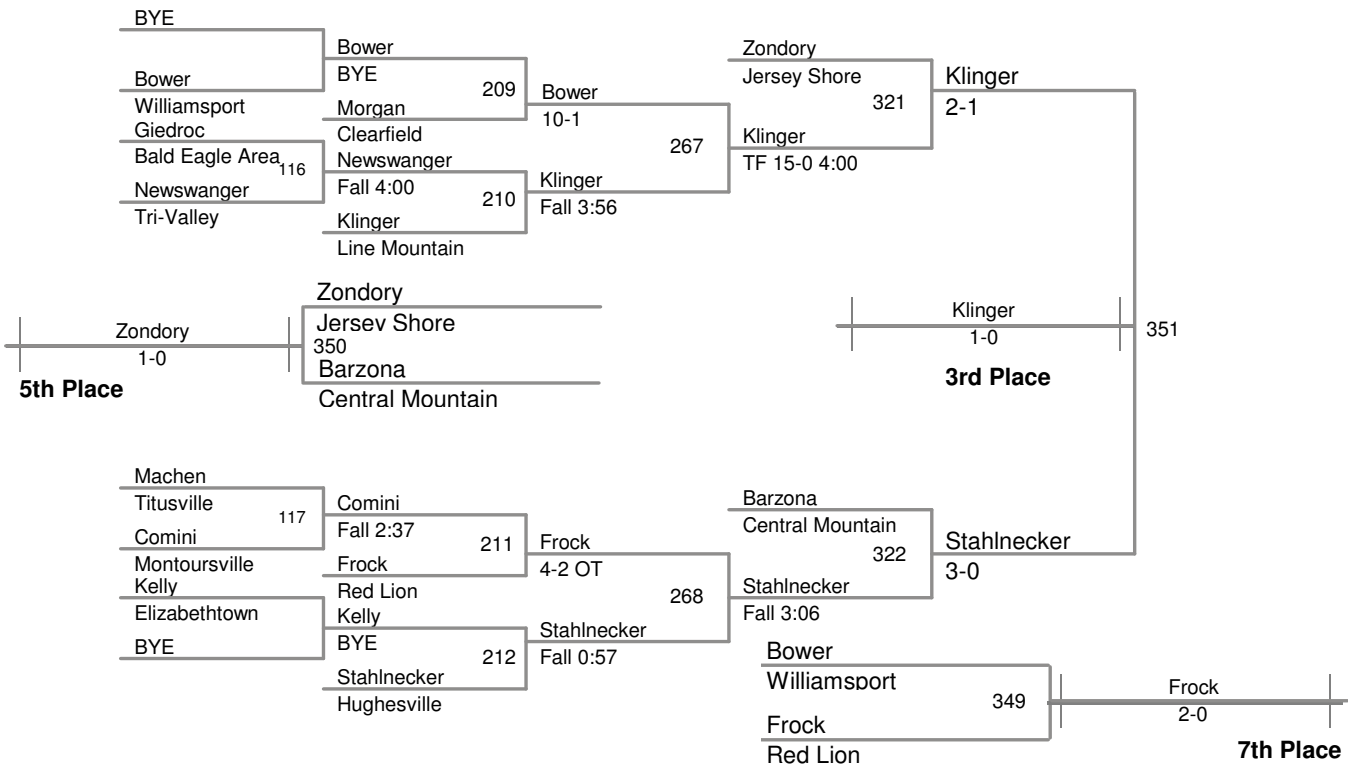 BYE
Bower
Williamsport
Giedroc
Bald Eagle Area
116
Newswanger
Tri-Valley
Bower
BYE
209
Morgan
Clearfield
Newswanger
Fall 4:00
210
Klinger
Line Mountain
Bower
10-1
267
Klinger
Fall 3:56
Zondory
Jersey Shore
321
Klinger
TF 15-0 4:00
Klinger
2-1
Zondory
1-0
5th Place
Zondory
Jersey Shore
350
Barzona
Central Mountain
Klinger
1-0
3rd Place
351
Machen
Titusville
117
Comini
Montoursville
Kelly
Elizabethtown
BYE
Comini
Fall 2:37
211
Frock
Red Lion
Kelly
BYE
212
Stahlnecker
Hughesville
Frock
4-2 OT
268
Stahlnecker
Fall 0:57
Barzona
Central Mountain
322
Stahlnecker
Fall 3:06
Stahlnecker
3-0
Bower
Williamsport
349
Frock
Red Lion
Frock
2-0
7th Place